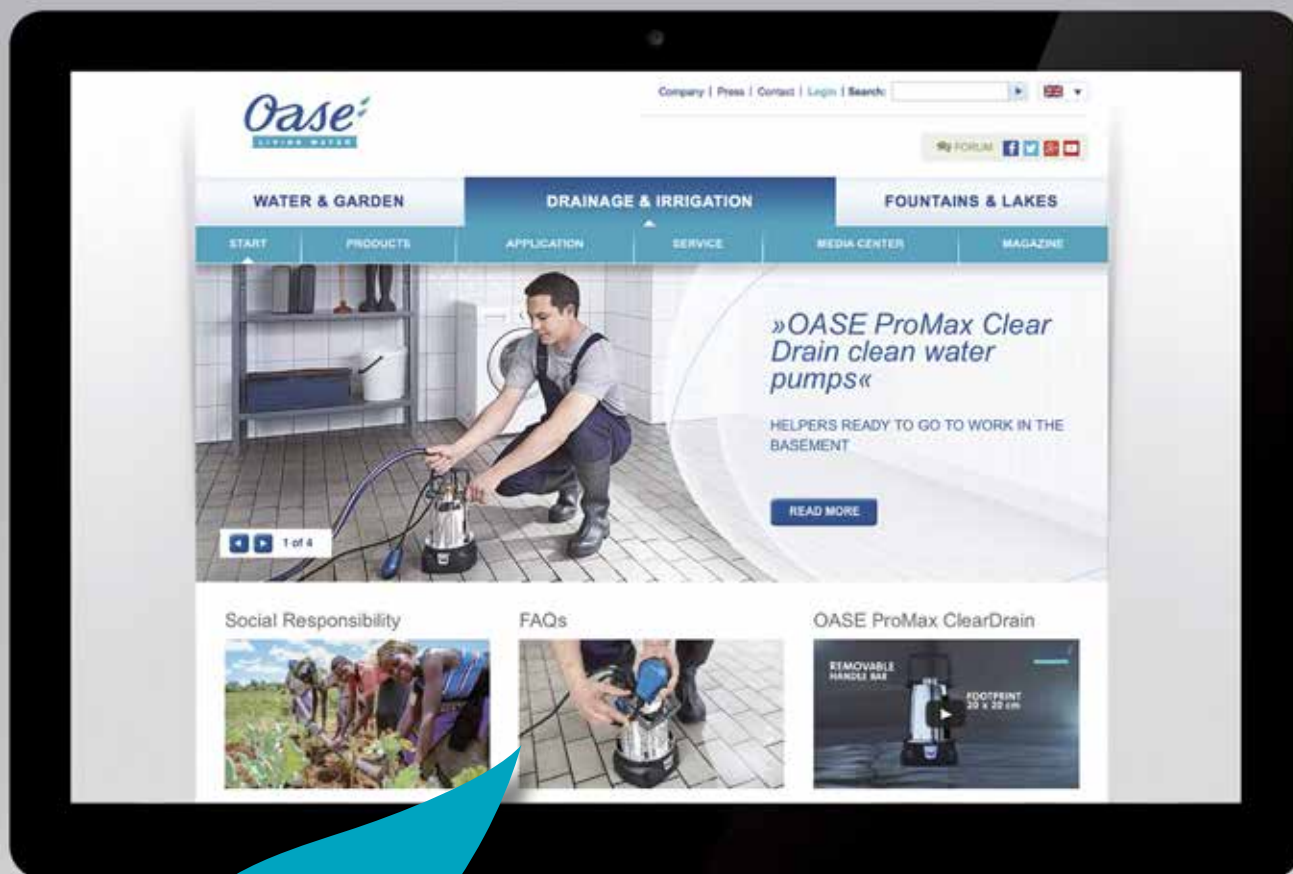 Oase
LIVING WATER
Company | Press | Contact | Login | Search:
FORUM
WATER & GARDEN
DRAINAGE & IRRIGATION
FOUNTAINS & LAKES
START
PRODUCTS
APPLICATION
SERVICE
MEDIA CENTER
MAGAZINE
»OASE ProMax Clear
Drain clean water
pumps«
HELPERS READY TO GO TO WORK IN THE
BASEMENT
READ MORE
1 of 4
Social Responsibility
FAQs
OASE ProMax ClearDrain
REMOVABLE
HANDLE BAR
FOOTPRINT
20 x 20 cm